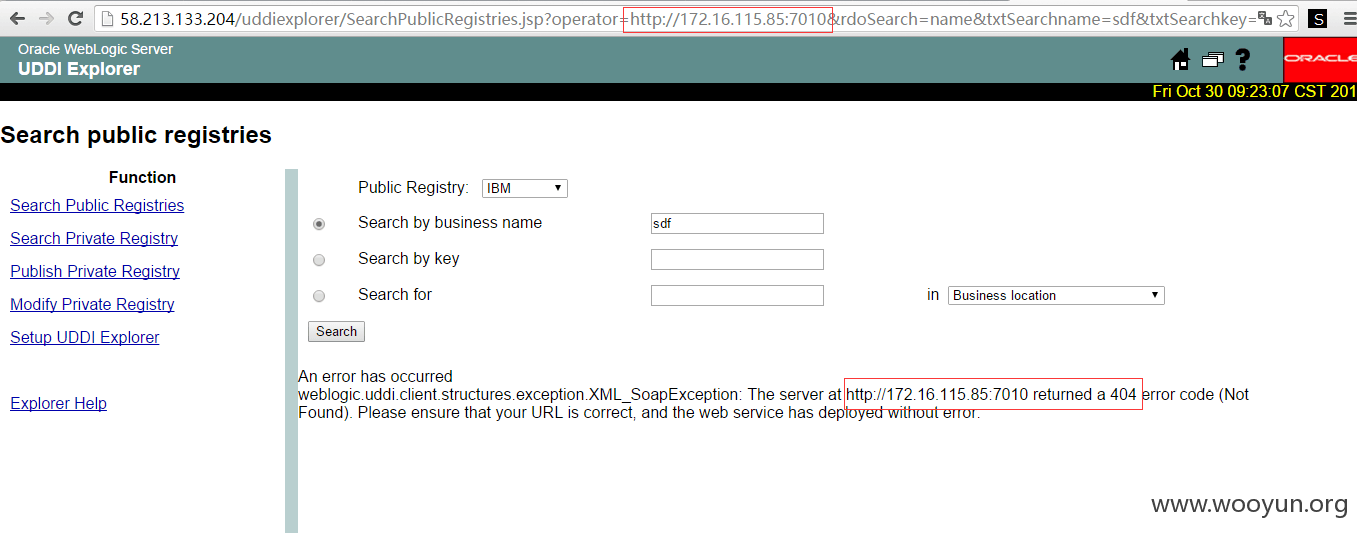 58.213.133.204/uddiexplorer/SearchPublicRegistries.jsp?operator=http://172.16.115.85:7010&rdoSearch=name&txtSearchname=sdf&txtSearchkey=
S
Oracle WebLogic Server
UDDI Explorer
ORACLE
Fri Oct 30 09:23:07 CST 201
Search public registries
Function
Search Public Registries
Search Private Registry
Publish Private Registry
Modify Private Registry
Setup UDDI Explorer
Explorer Help
Public Registry: IBM
Search by business name sdf
Search by key
Search for in Business location
Search
An error has occurred
weblogic.uddi.client.structures.exception.XML_SoapException: The server at http://172.16.115.85:7010 returned a 404 error code (Not
Found). Please ensure that your URL is correct, and the web service has deployed without error.
www.wooyun.org